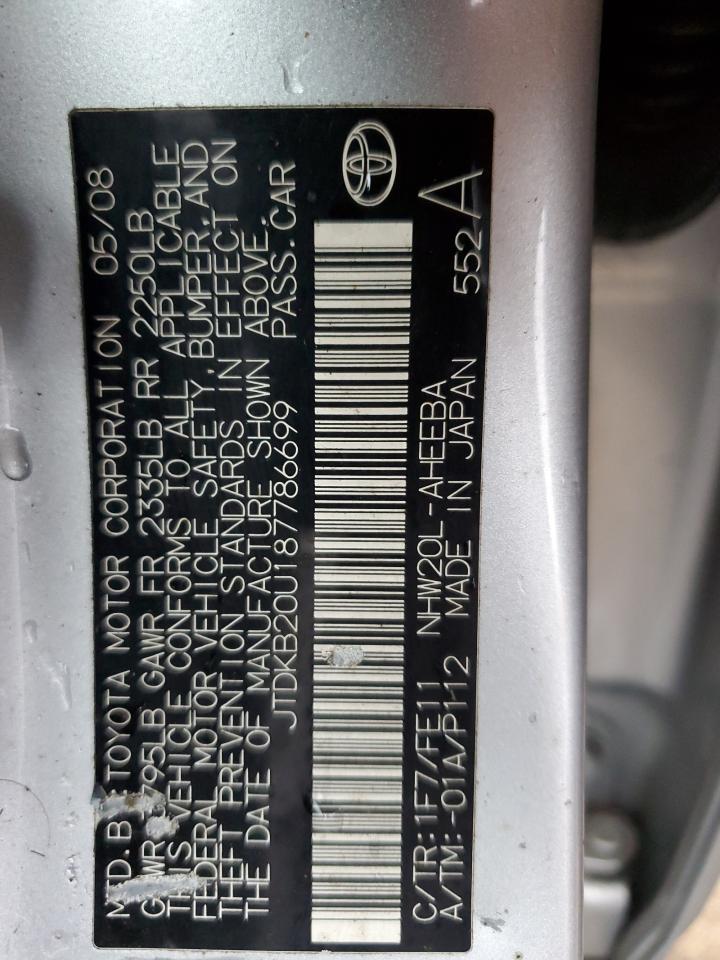 MFD. BY: TOYOTA MOTOR CORPORATION 05/08
GAWR FR 2335LB RR 2250LB
THIS VEHICLE CONFORMS TO ALL APPLICABLE
FEDERAL MOTOR VEHICLE SAFETY, BUMPER, AND
THEFT PREVENTION STANDARDS IN EFFECT ON
THE DATE OF MANUFACTURE SHOWN ABOVE.
JTDKB20U187786699 PASS. CAR
C/TR:1F7/FE11 NHW20L-AHEEBA
A/TM:-01A/P112 MADE IN JAPAN 552A